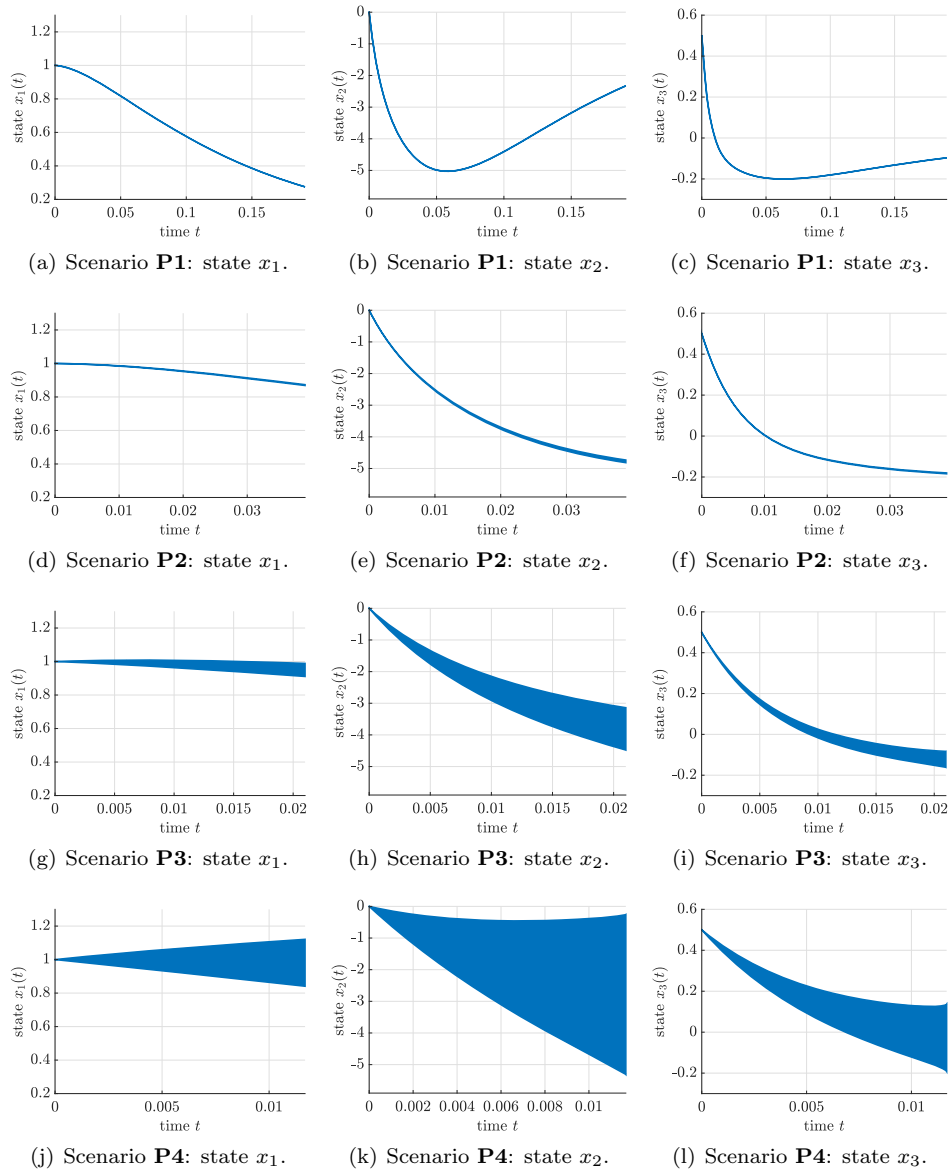 1.2
1
0.8
0.6
0.4
0.2
state x₁(t)
0 0.05 0.1 0.15
time t
0
-1
-2
-3
-4
-5
state x₂(t)
0 0.05 0.1 0.15
time t
0.6
0.4
0.2
0
-0.2
state x₃(t)
0 0.05 0.1 0.15
time t
(a) Scenario P1: state x₁.
(b) Scenario P1: state x₂.
(c) Scenario P1: state x₃.
1.2
1
0.8
0.6
0.4
0.2
state x₁(t)
0 0.01 0.02 0.03
time t
0
-1
-2
-3
-4
-5
state x₂(t)
0 0.01 0.02 0.03
time t
0.6
0.4
0.2
0
-0.2
state x₃(t)
0 0.01 0.02 0.03
time t
(d) Scenario P2: state x₁.
(e) Scenario P2: state x₂.
(f) Scenario P2: state x₃.
1.2
1
0.8
0.6
0.4
0.2
state x₁(t)
0 0.005 0.01 0.015 0.02
time t
0
-1
-2
-3
-4
-5
state x₂(t)
0 0.005 0.01 0.015 0.02
time t
0.6
0.4
0.2
0
-0.2
state x₃(t)
0 0.005 0.01 0.015 0.02
time t
(g) Scenario P3: state x₁.
(h) Scenario P3: state x₂.
(i) Scenario P3: state x₃.
1.2
1
0.8
0.6
0.4
0.2
state x₁(t)
0 0.005 0.01
time t
0
-1
-2
-3
-4
-5
state x₂(t)
0 0.002 0.004 0.006 0.008 0.01
time t
0.6
0.4
0.2
0
-0.2
state x₃(t)
0 0.005 0.01
time t
(j) Scenario P4: state x₁.
(k) Scenario P4: state x₂.
(l) Scenario P4: state x₃.